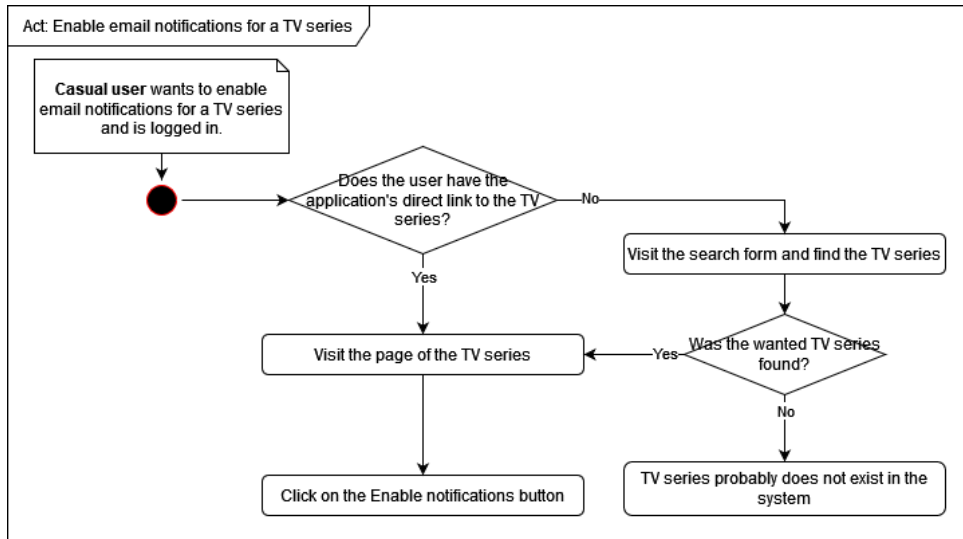 Act: Enable email notifications for a TV series
Casual user wants to enable
email notifications for a TV series
and is logged in.
Does the user have the
application's direct link to the TV
series?
No
Visit the search form and find the TV series
Yes
Visit the page of the TV series
Yes
Was the wanted TV series
found?
No
Click on the Enable notifications button
TV series probably does not exist in the
system